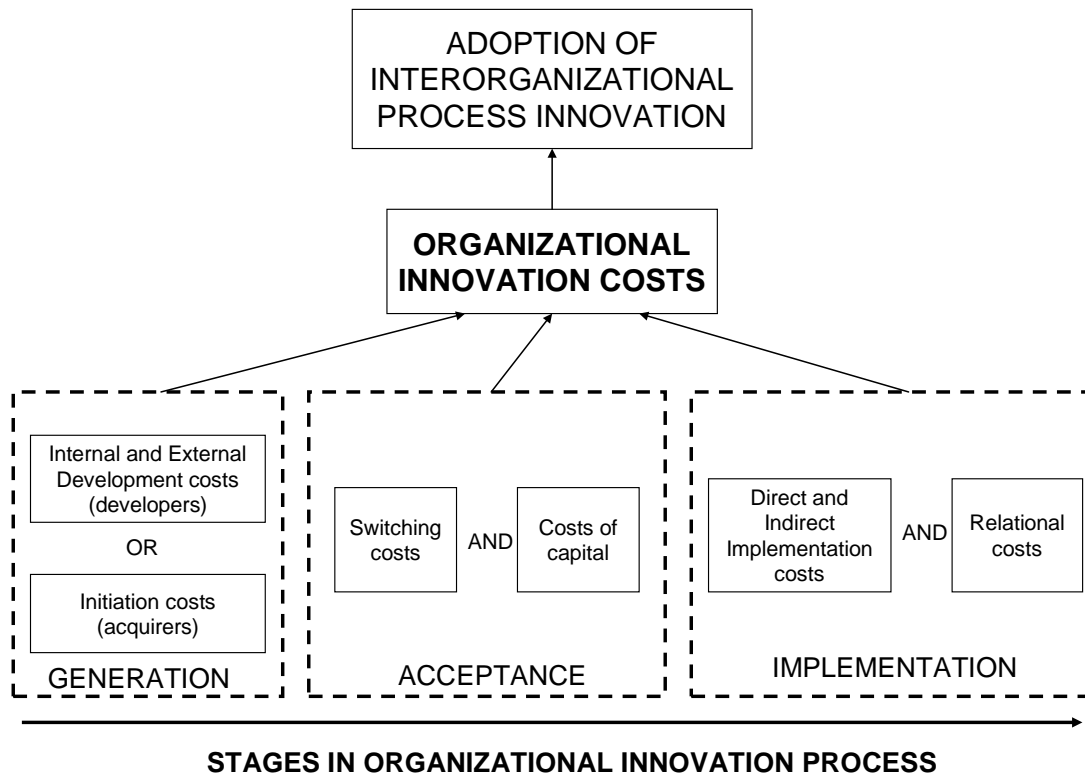 ADOPTION OF
INTERORGANIZATIONAL
PROCESS INNOVATION
ORGANIZATIONAL
INNOVATION COSTS
Internal and External
Development costs
(developers)
OR
Initiation costs
(acquirers)
GENERATION
Switching
costs
AND
Costs of
capital
ACCEPTANCE
Direct and
Indirect
Implementation
costs
AND
Relational
costs
IMPLEMENTATION
STAGES IN ORGANIZATIONAL INNOVATION PROCESS